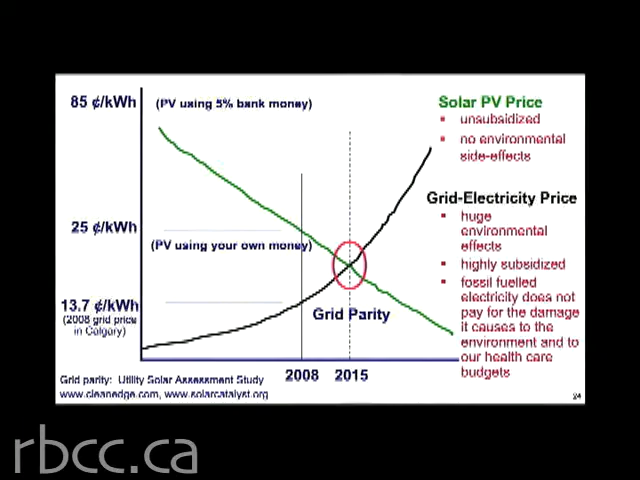 85 ¢/kWh
(PV using 5% bank money)
Solar PV Price
▪ unsubsidized
▪ no environmental
side-effects
Grid-Electricity Price
▪ huge
environmental
effects
▪ highly subsidized
▪ fossil fuelled
electricity does not
pay for the damage
it causes to the
environment and to
our health care
budgets
25 ¢/kWh
(PV using your own money)
13.7 ¢/kWh
(2008 grid price
in Calgary)
Grid Parity
2008 2015
Grid parity: Utility Solar Assessment Study
www.cleanedge.com, www.solarcatalyst.org
24
rbcc.ca